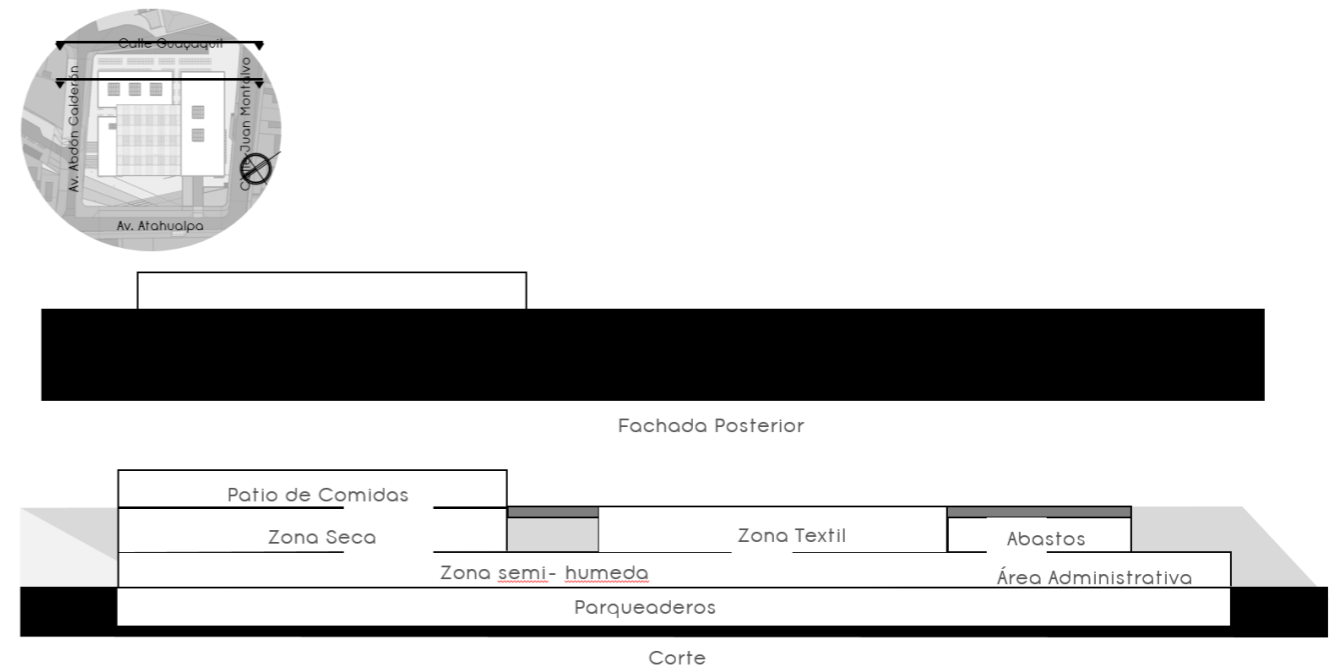 Calle Guayaquil
Av. Abdón Calderón
Calle Juan Montalvo
Av. Atahualpa
Fachada Posterior
Patio de Comidas
Zona Seca
Zona Textil
Abastos
Zona semi- humeda
Área Administrativa
Parqueaderos
Corte